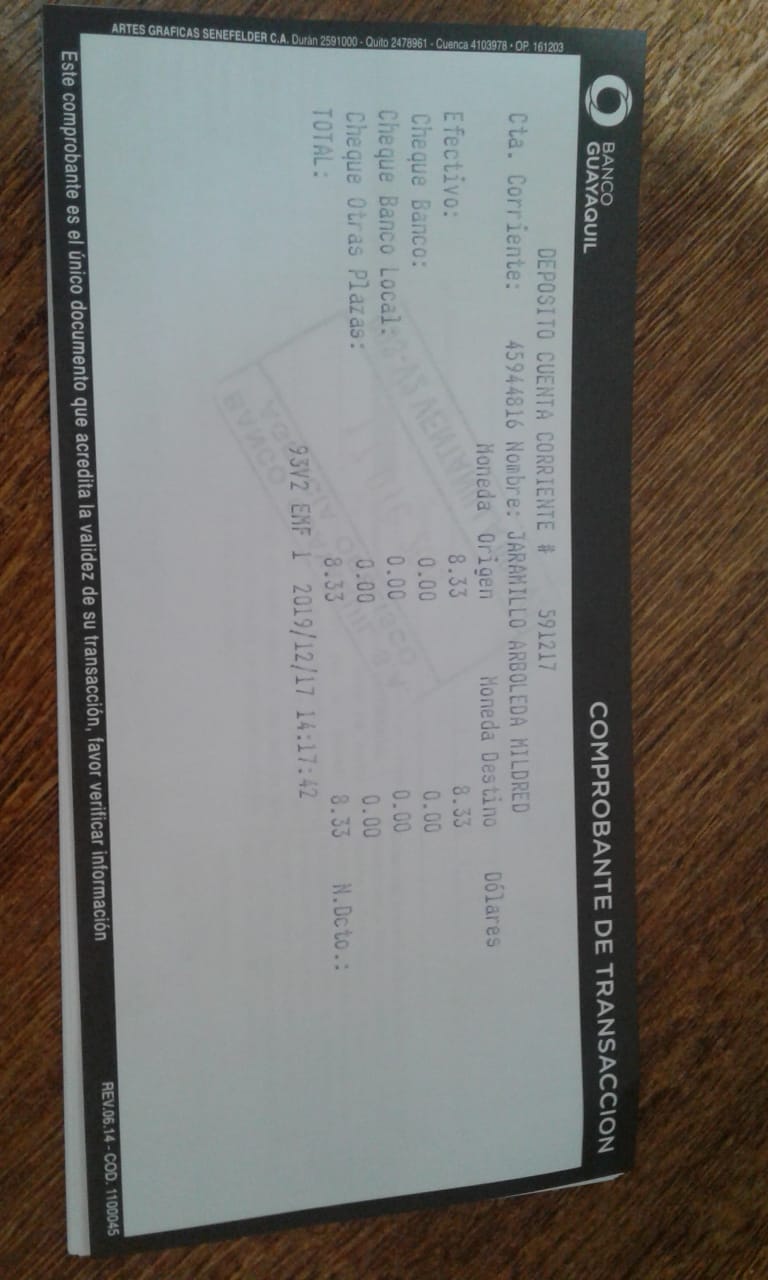 BANCO
GUAYAQUIL
COMPROBANTE DE TRANSACCION
DEPOSITO CUENTA CORRIENTE # 591217
Cta. Corriente: 45944816 Nombre: JARAMILLO ARBOLEDA MILDRED
Moneda Origen Moneda Destino Dólares
Efectivo: 8.33 8.33
Cheque Banco: 0.00 0.00
Cheque Banco Local: 0.00 0.00
Cheque Otras Plazas: 0.00 0.00
TOTAL: 8.33 8.33 N.Dcto.:
93V2 EMF 1 2019/12/17 14:17:42
ARTES GRAFICAS SENEFELDER C.A. Durán 2591000 - Quito 2478961 - Cuenca 4103978 - OP. 161203
Este comprobante es el único documento que acredita la validez de su transacción, favor verificar información
REV.06.14 - COD. 1100045